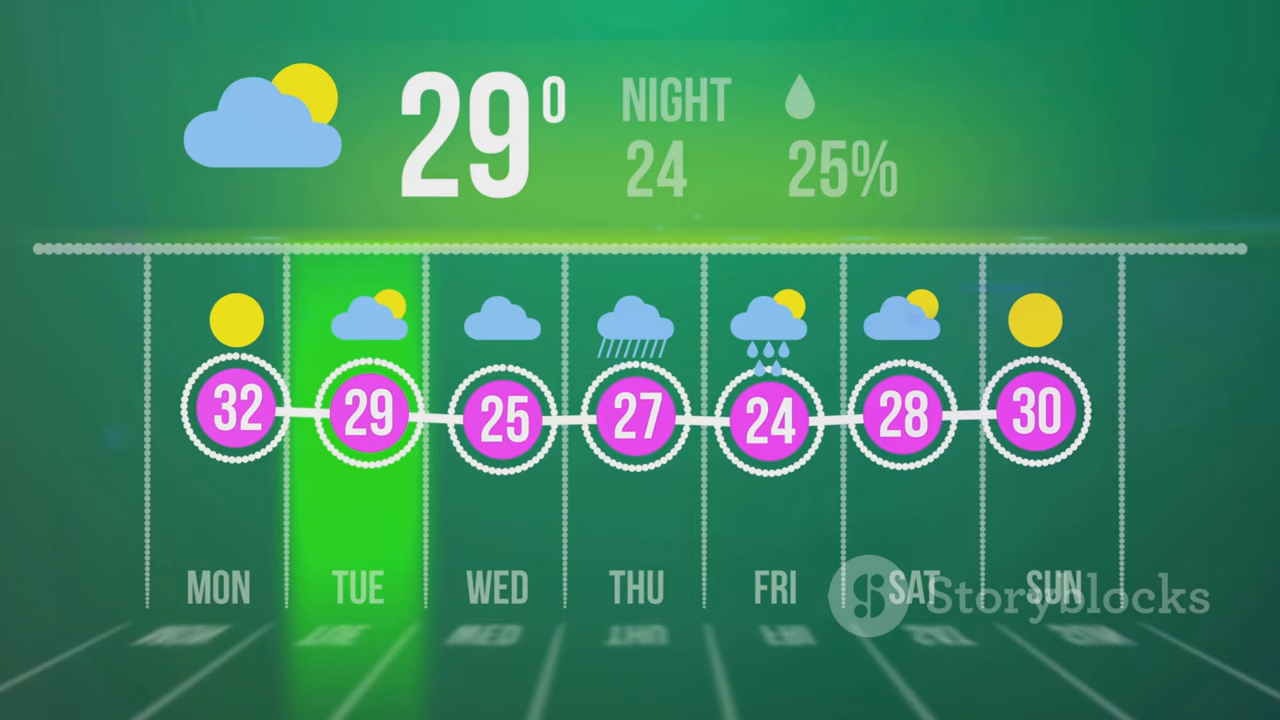 29°
NIGHT
24
25%
32 29 25 27 24 28 30
MON TUE WED THU FRI SAT SUN
Storyblocks